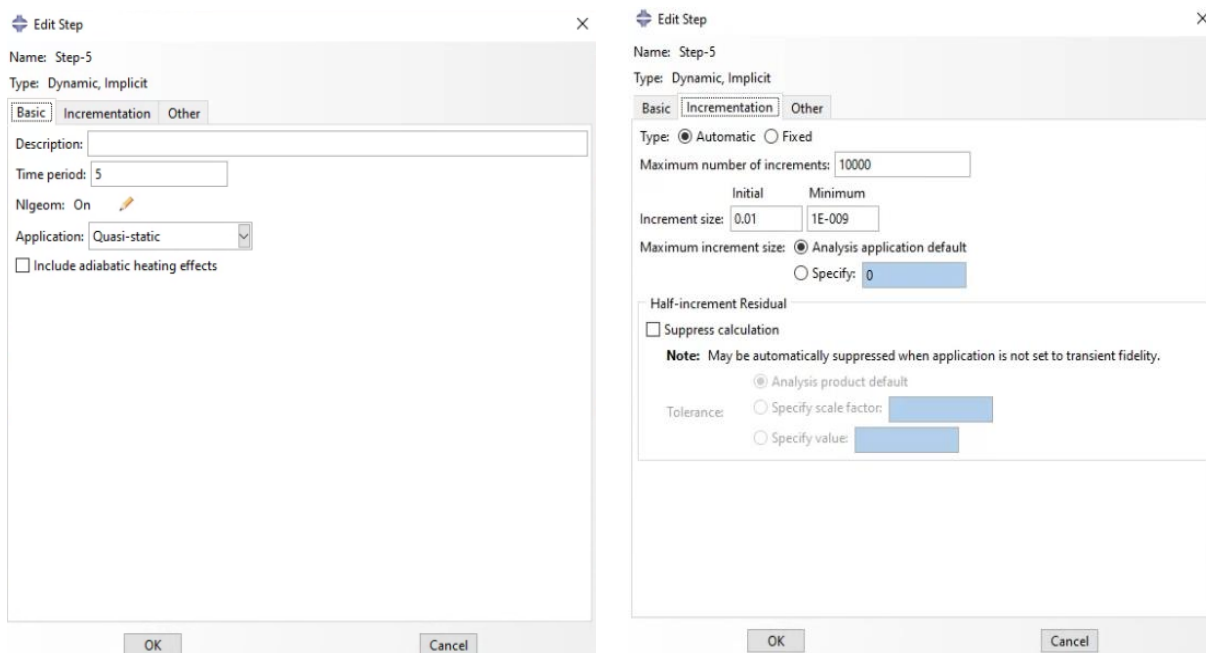 Edit Step
Name: Step-5
Type: Dynamic, Implicit
Basic Incrementation Other
Description:
Time period: 5
Nlgeom: On
Application: Quasi-static
Include adiabatic heating effects
OK Cancel
Edit Step
Name: Step-5
Type: Dynamic, Implicit
Basic Incrementation Other
Type: Automatic Fixed
Maximum number of increments: 10000
Initial Minimum
Increment size: 0.01 1E-009
Maximum increment size: Analysis application default
Specify: 0
Half-increment Residual
Suppress calculation
Note: May be automatically suppressed when application is not set to transient fidelity.
Analysis product default
Tolerance: Specify scale factor:
Specify value:
OK Cancel